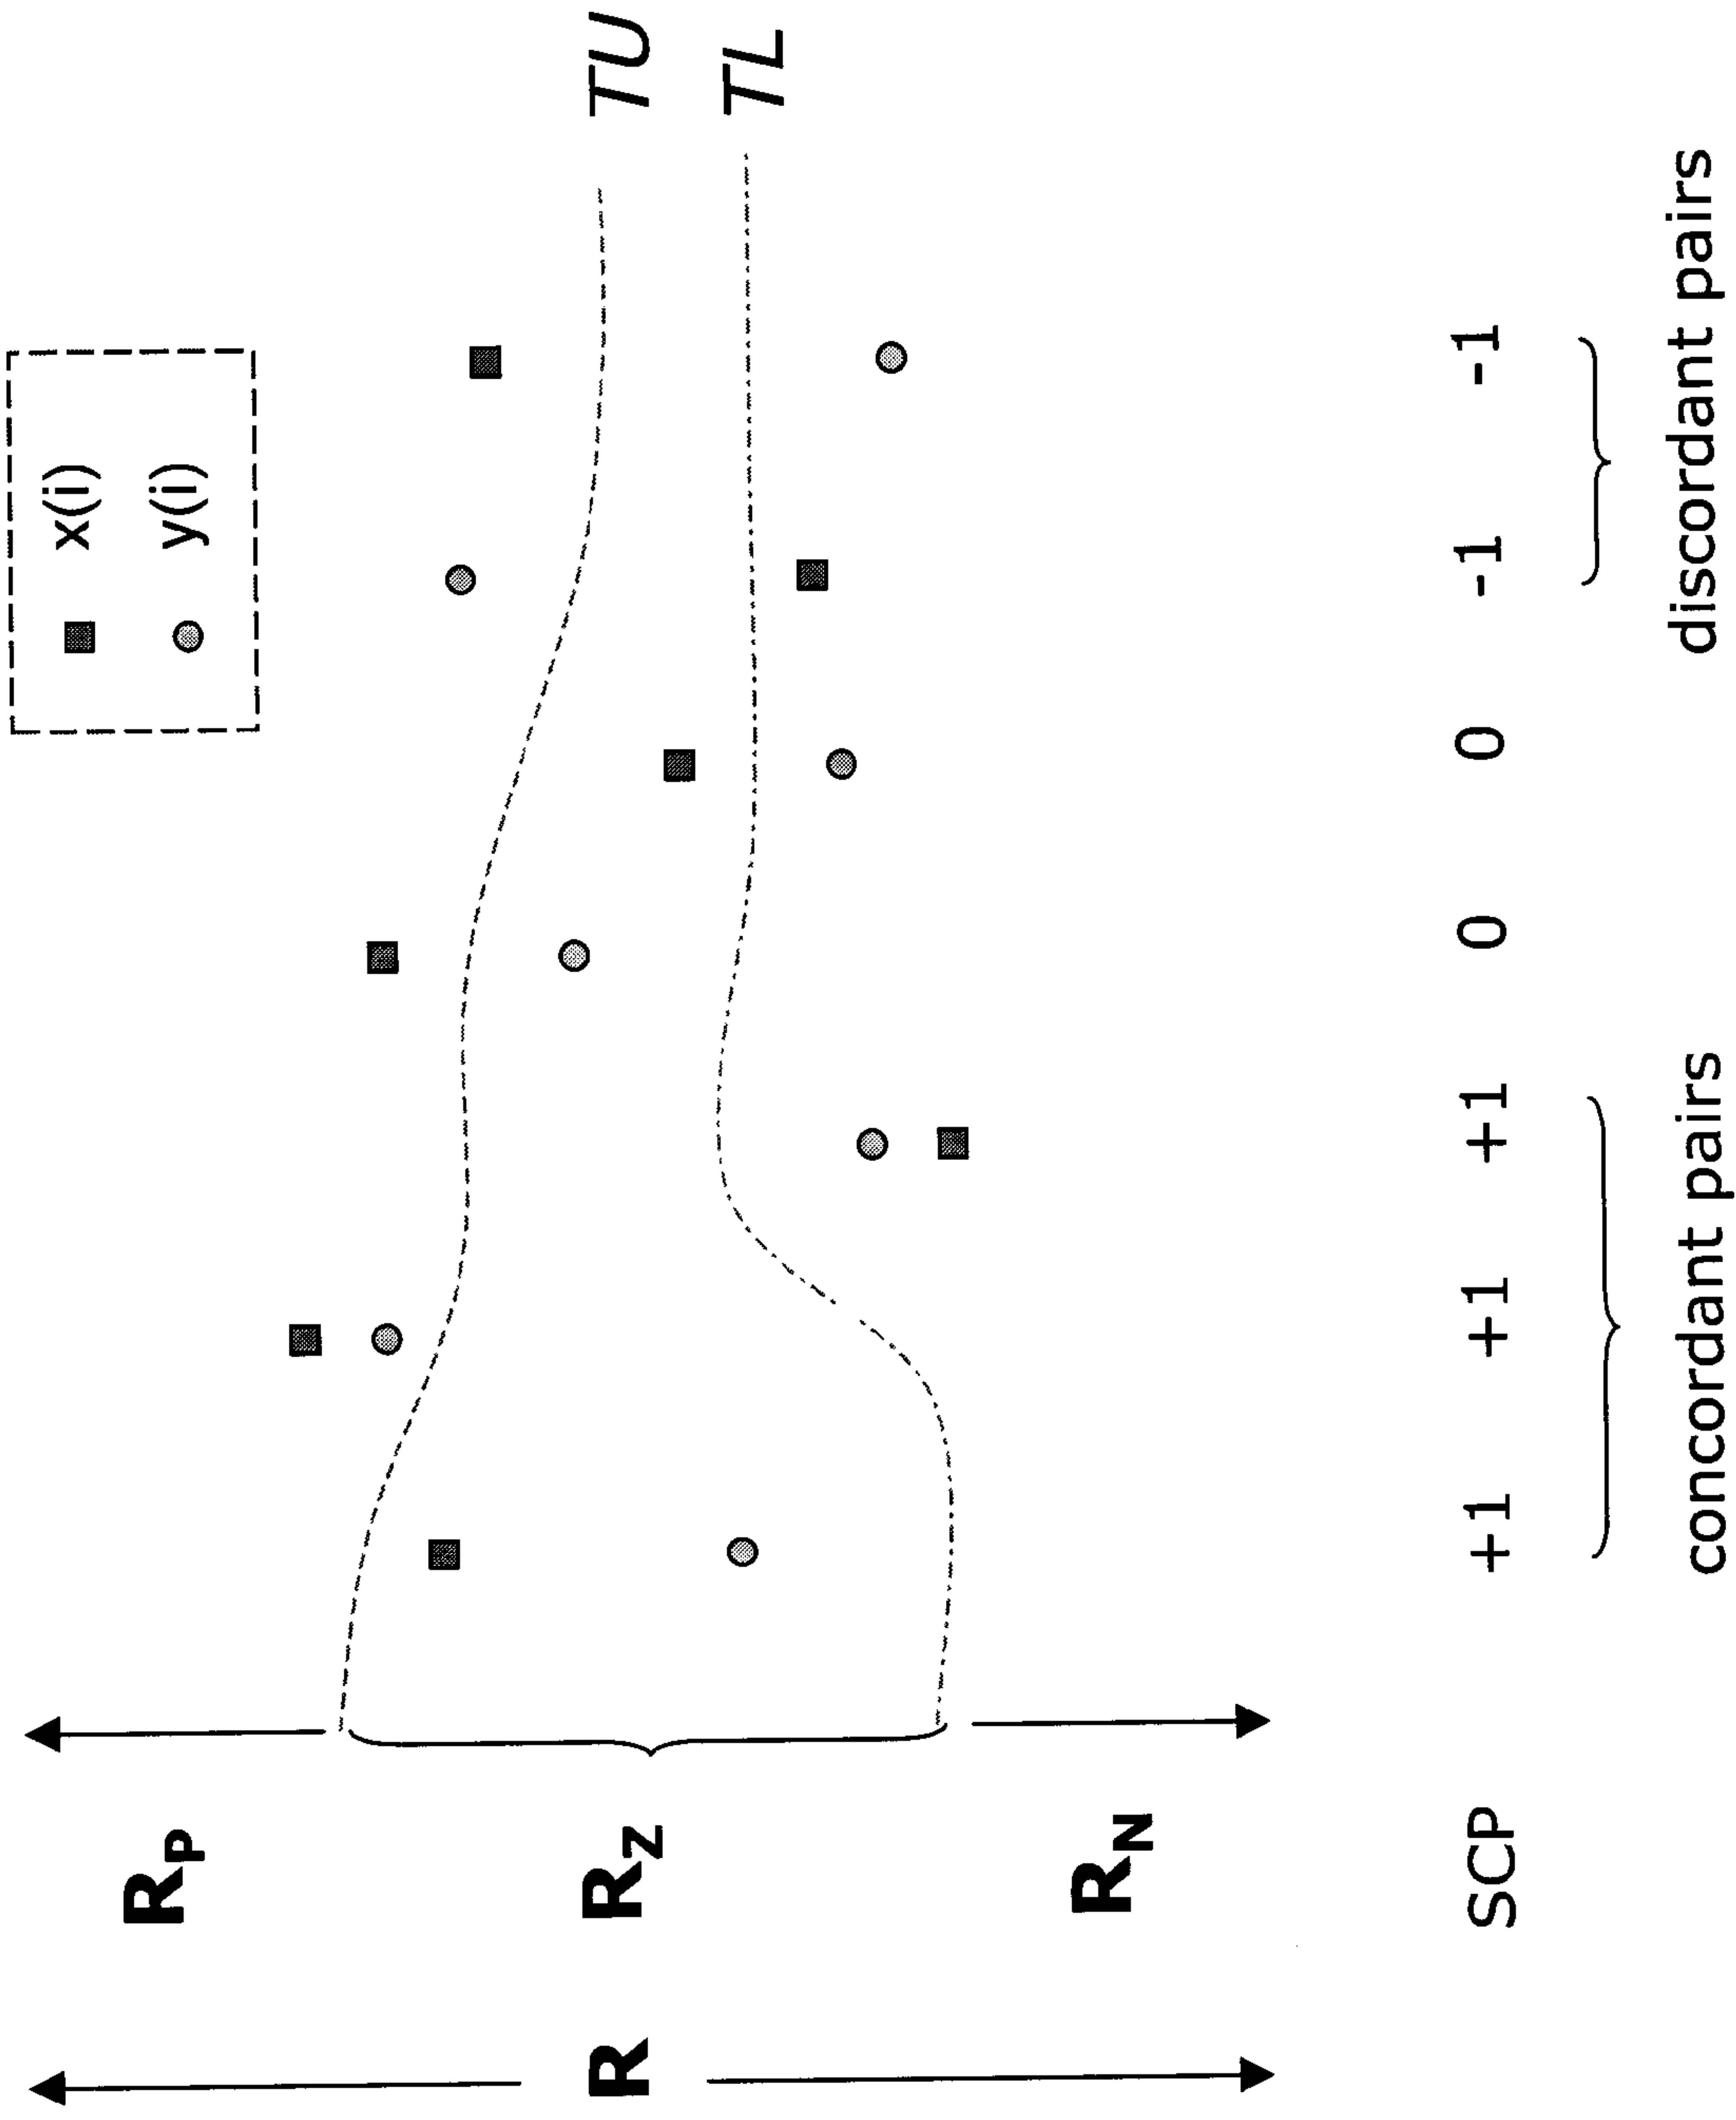 x(i)
y(i)
R_P
TU
R
R_Z
TL
R_N
SCP +1 +1 +1 0 0 -1 -1
concordant pairs discordant pairs